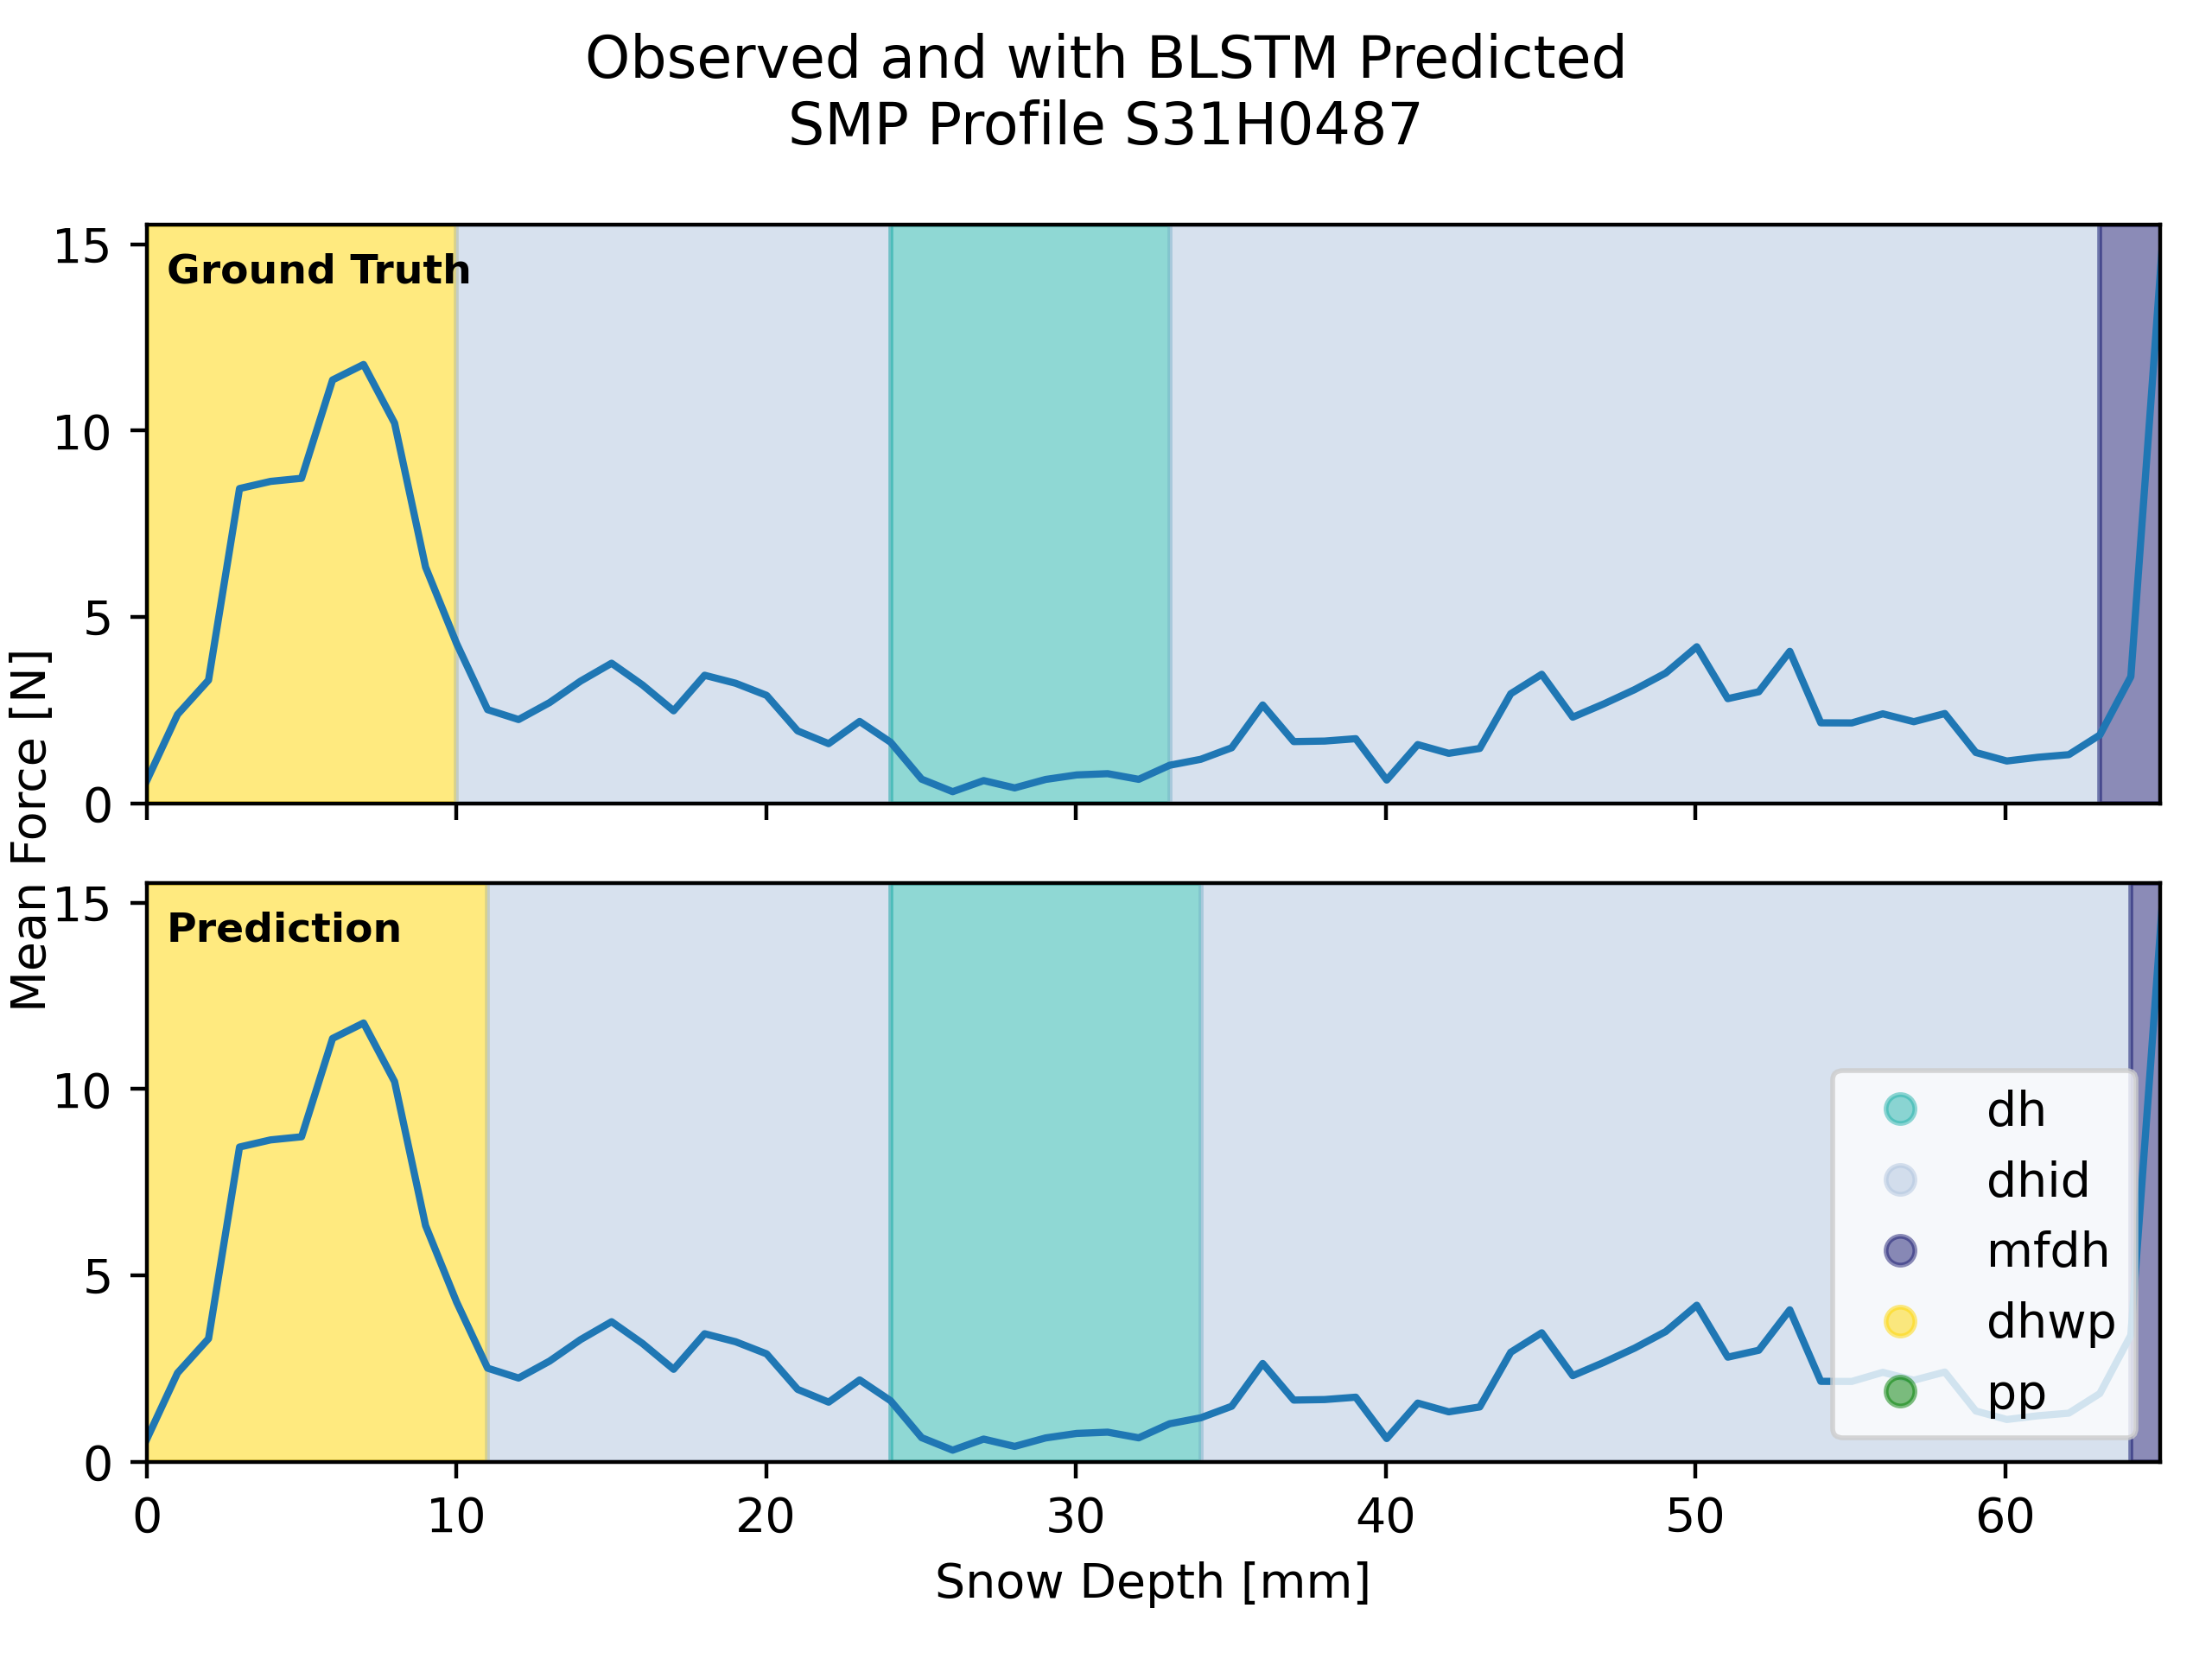 Observed and with BLSTM Predicted
SMP Profile S31H0487
Mean Force [N]
15
10
5
0
Ground Truth
15
10
5
0
Prediction
dh
dhid
mfdh
dhwp
pp
0 10 20 30 40 50 60
Snow Depth [mm]